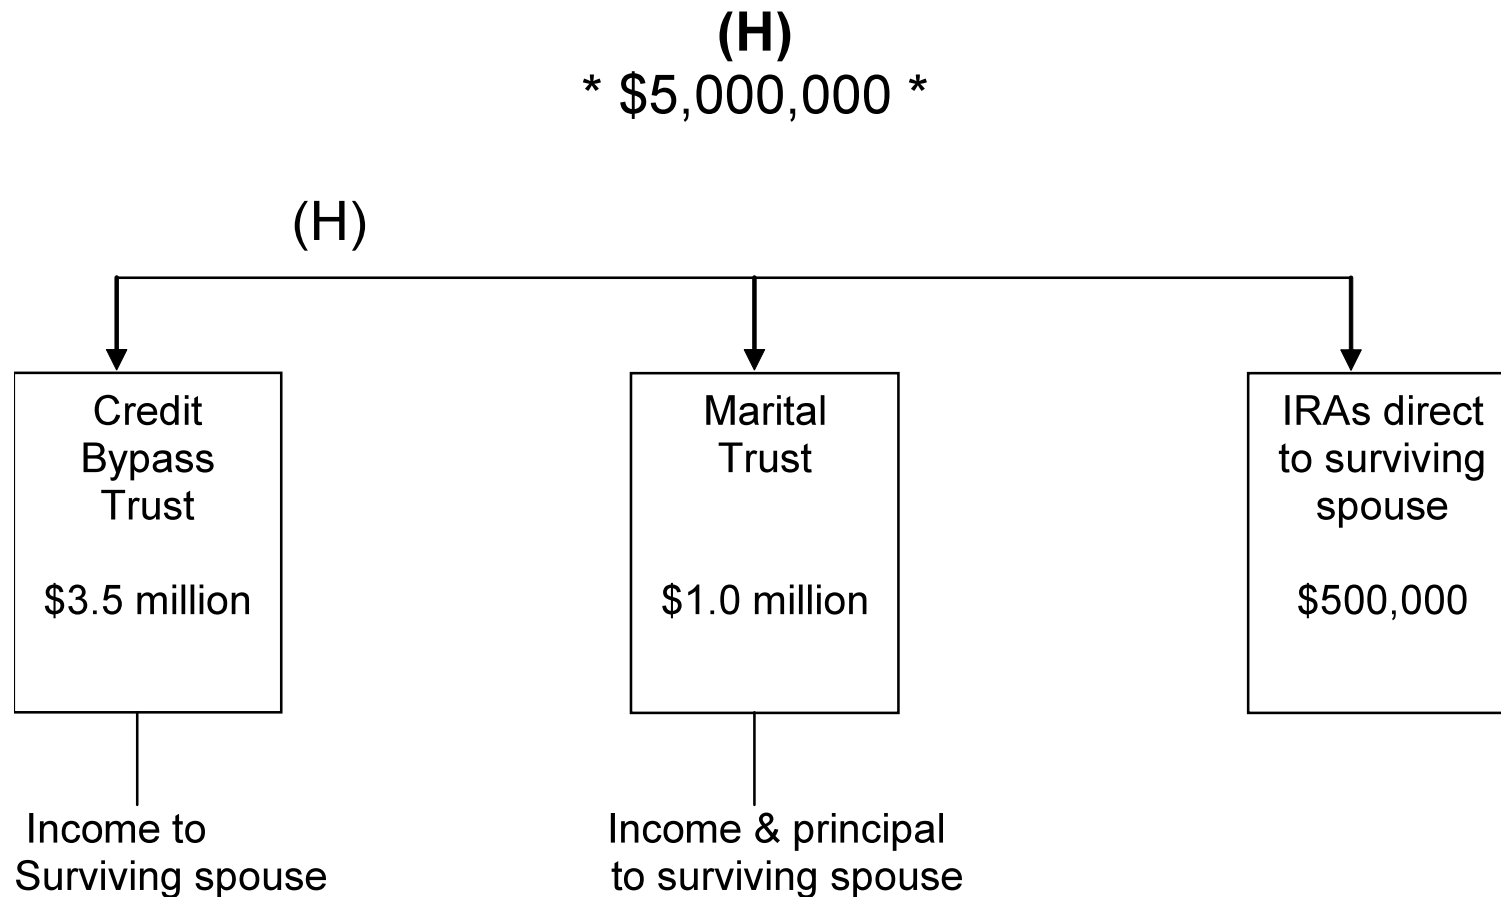 (H)
* $5,000,000 *
(H)
Credit
Bypass
Trust
$3.5 million
Marital
Trust
$1.0 million
IRAs direct
to surviving
spouse
$500,000
Income to
Surviving spouse
Income & principal
to surviving spouse